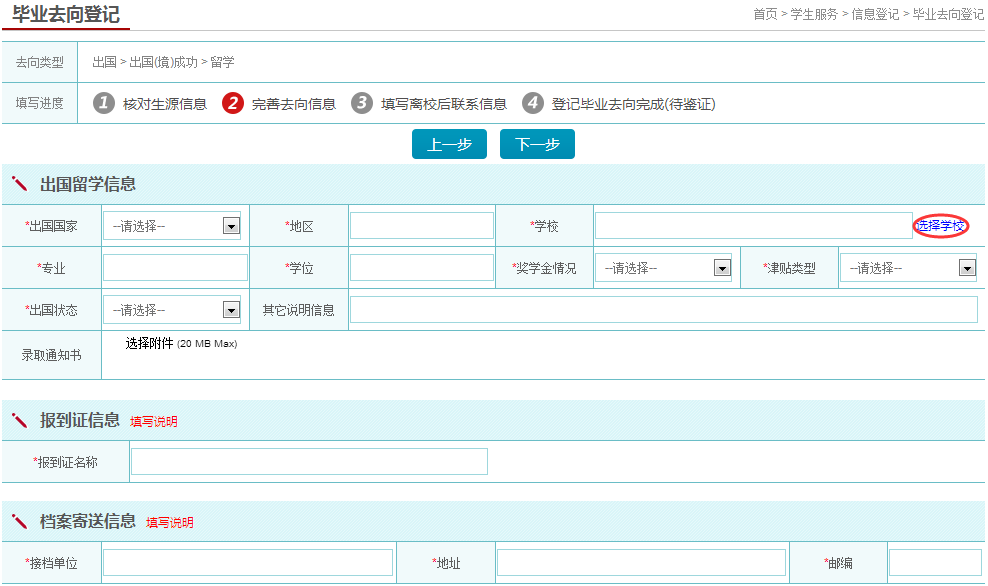 毕业去向登记
首页 > 学生服务 > 信息登记 > 毕业去向登记
去向类型 出国 > 出国(境)成功 > 留学
填写进度 1 核对生源信息 2 完善去向信息 3 填写离校后联系信息 4 登记毕业去向完成(待鉴证)
上一步 下一步
出国留学信息
*出国国家 --请选择-- *地区 *学校 选择学校
*专业 *学位 *奖学金情况 --请选择-- *津贴类型 --请选择--
*出国状态 --请选择-- 其它说明信息
录取通知书 选择附件 (20 MB Max)
报到证信息 填写说明
*报到证名称
档案寄送信息 填写说明
*接档单位 *地址 *邮编